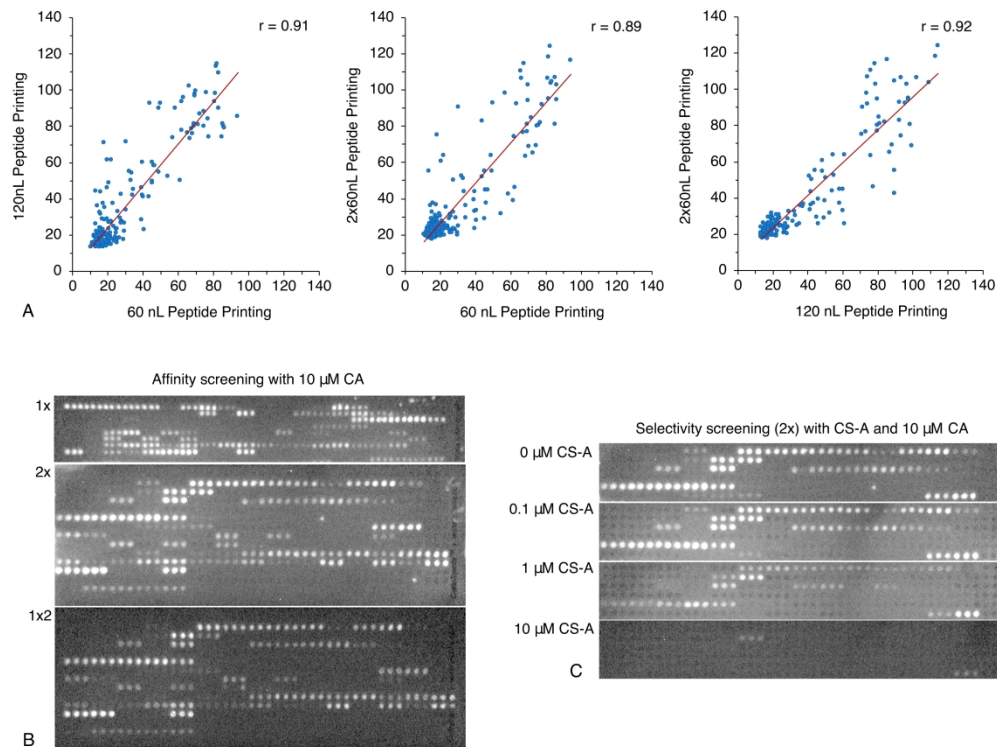 r = 0.91
140
120
100
80
60
40
20
0
120nL Peptide Printing
0 20 40 60 80 100 120 140
60 nL Peptide Printing
r = 0.89
140
120
100
80
60
40
20
0
2x60nL Peptide Printing
0 20 40 60 80 100 120 140
60 nL Peptide Printing
r = 0.92
140
120
100
80
60
40
20
0
2x60nL Peptide Printing
0 20 40 60 80 100 120 140
120 nL Peptide Printing
A
Affinity screening with 10 µM CA
1x
2x
1x2
B
Selectivity screening (2x) with CS-A and 10 µM CA
0 µM CS-A
0.1 µM CS-A
1 µM CS-A
10 µM CS-A
C